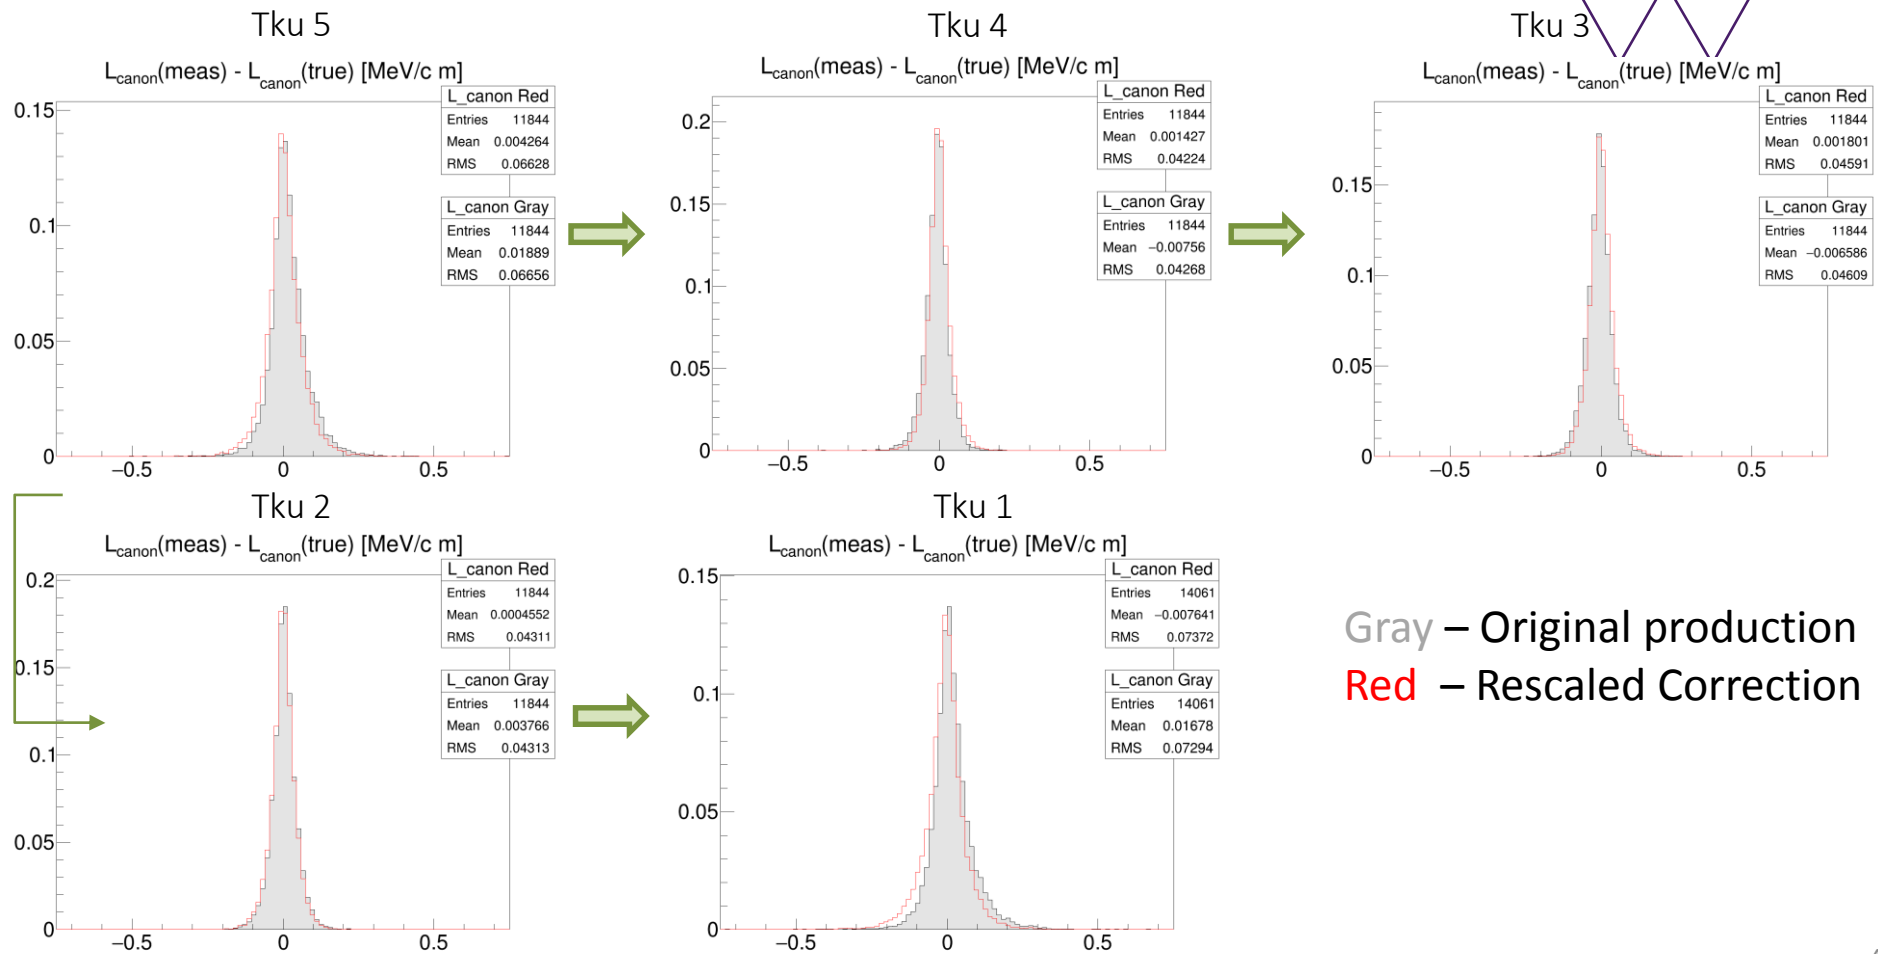 Tku 5
L_canon(meas) - L_canon(true) [MeV/c m]
L_canon Red
Entries 11844
Mean 0.004264
RMS 0.06628
L_canon Gray
Entries 11844
Mean 0.01889
RMS 0.06656
0.15
0.1
0.05
0
−0.5
0
0.5
Tku 4
L_canon(meas) - L_canon(true) [MeV/c m]
L_canon Red
Entries 11844
Mean 0.001427
RMS 0.04224
L_canon Gray
Entries 11844
Mean −0.00756
RMS 0.04268
0.2
0.15
0.1
0.05
0
−0.5
0
0.5
Tku 3
L_canon(meas) - L_canon(true) [MeV/c m]
L_canon Red
Entries 11844
Mean 0.001801
RMS 0.04591
L_canon Gray
Entries 11844
Mean −0.006586
RMS 0.04609
0.15
0.1
0.05
0
−0.5
0
0.5
Tku 2
L_canon(meas) - L_canon(true) [MeV/c m]
L_canon Red
Entries 11844
Mean 0.0004552
RMS 0.04311
L_canon Gray
Entries 11844
Mean 0.003766
RMS 0.04313
0.2
0.15
0.1
0.05
0
−0.5
0
0.5
Tku 1
L_canon(meas) - L_canon(true) [MeV/c m]
L_canon Red
Entries 14061
Mean −0.007641
RMS 0.07372
L_canon Gray
Entries 14061
Mean 0.01678
RMS 0.07294
0.15
0.1
0.05
0
−0.5
0
0.5
Gray – Original production
Red – Rescaled Correction